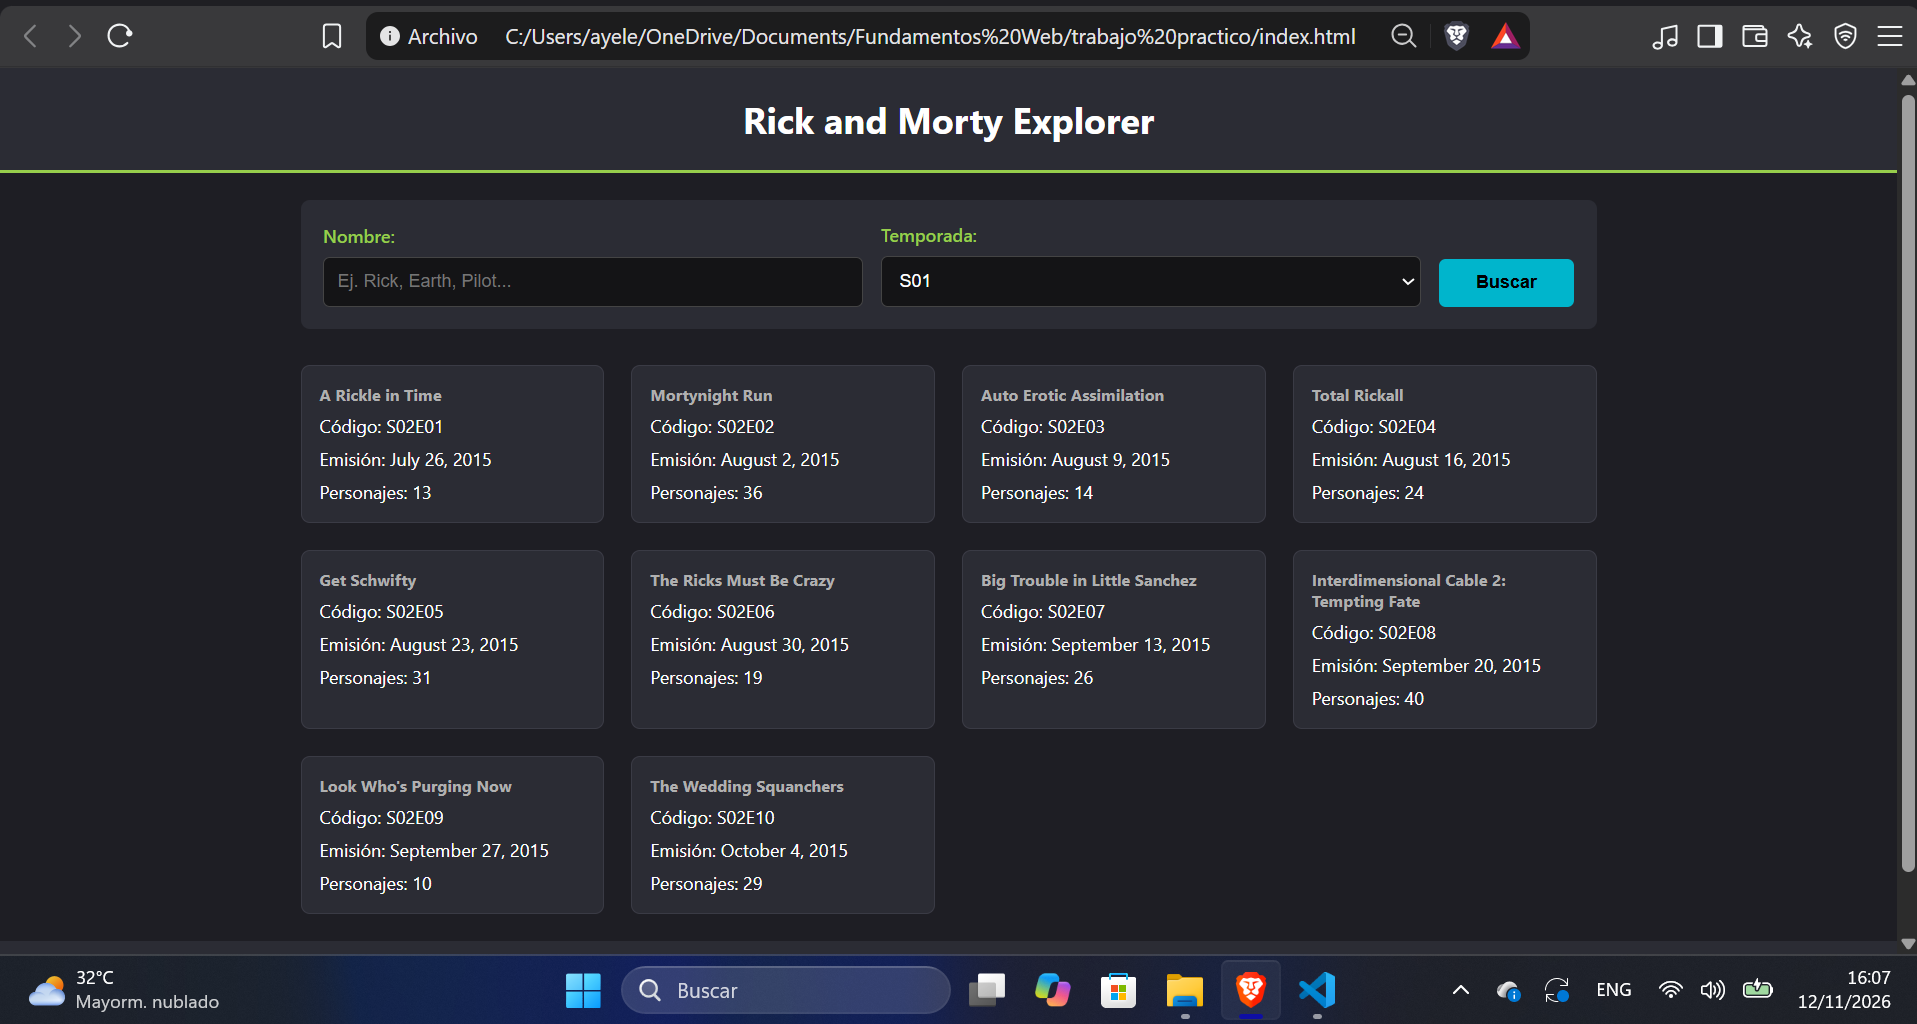 Archivo C:/Users/ayele/OneDrive/Documents/Fundamentos%20Web/trabajo%20practico/index.html
Rick and Morty Explorer
Nombre:
Temporada:
Ej. Rick, Earth, Pilot...
S01
Buscar
A Rickle in Time
Código: S02E01
Emisión: July 26, 2015
Personajes: 13
Mortynight Run
Código: S02E02
Emisión: August 2, 2015
Personajes: 36
Auto Erotic Assimilation
Código: S02E03
Emisión: August 9, 2015
Personajes: 14
Total Rickall
Código: S02E04
Emisión: August 16, 2015
Personajes: 24
Get Schwifty
Código: S02E05
Emisión: August 23, 2015
Personajes: 31
The Ricks Must Be Crazy
Código: S02E06
Emisión: August 30, 2015
Personajes: 19
Big Trouble in Little Sanchez
Código: S02E07
Emisión: September 13, 2015
Personajes: 26
Interdimensional Cable 2:
Tempting Fate
Código: S02E08
Emisión: September 20, 2015
Personajes: 40
Look Who's Purging Now
Código: S02E09
Emisión: September 27, 2015
Personajes: 10
The Wedding Squanchers
Código: S02E10
Emisión: October 4, 2015
Personajes: 29
32°C
Mayorm. nublado
Buscar
ENG
16:07
12/11/2026